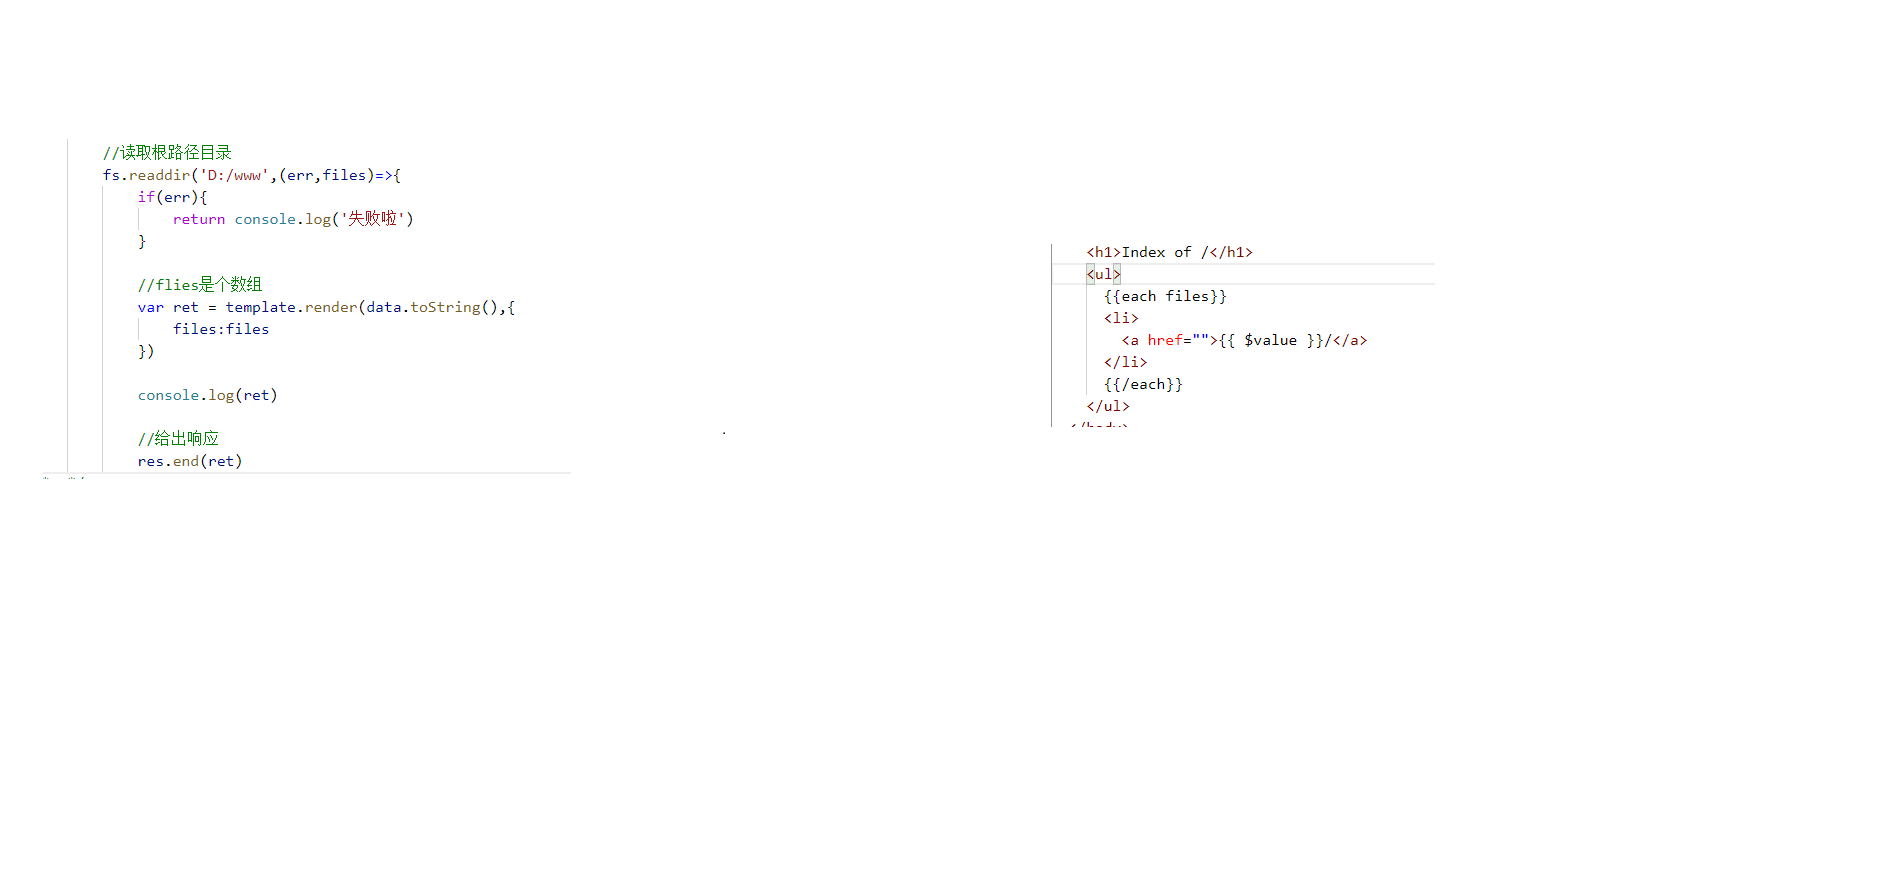 //读取根路径目录
fs.readdir('D:/www',(err,files)=>{
if(err){
return console.log('失败啦')
}
//flies是个数组
var ret = template.render(data.toString(),{
files:files
})
console.log(ret)
//给出响应
res.end(ret)
<h1>Index of /</h1>
<ul>
{{each files}}
<li>
<a href="">{{ $value }}/</a>
</li>
{{/each}}
</ul>